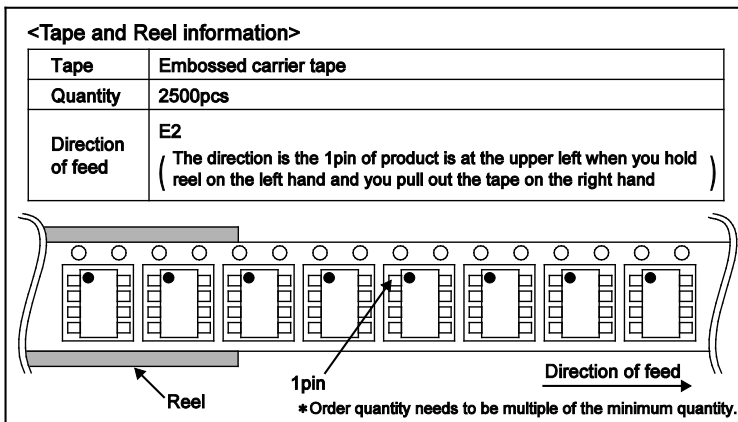 <Tape and Reel information>
Tape Embossed carrier tape
Quantity 2500pcs
Direction of feed E2
( The direction is the 1pin of product is at the upper left when you hold
reel on the left hand and you pull out the tape on the right hand )
Direction of feed
1pin
Reel
*Order quantity needs to be multiple of the minimum quantity.